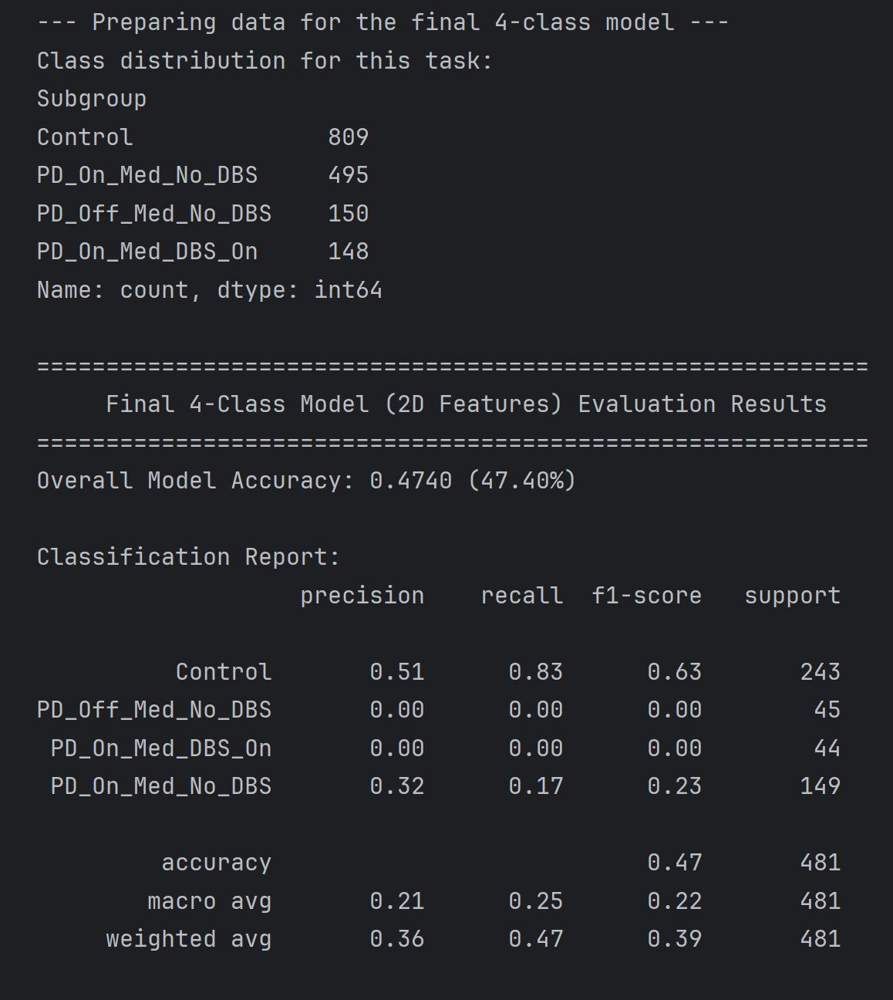 --- Preparing data for the final 4-class model ---
Class distribution for this task:
Subgroup
Control              809
PD_On_Med_No_DBS     495
PD_Off_Med_No_DBS    150
PD_On_Med_DBS_On     148
Name: count, dtype: int64
============================================================
     Final 4-Class Model (2D Features) Evaluation Results
============================================================
Overall Model Accuracy: 0.4740 (47.40%)
Classification Report:
                   precision    recall  f1-score   support
          Control       0.51      0.83      0.63       243
PD_Off_Med_No_DBS       0.00      0.00      0.00        45
 PD_On_Med_DBS_On       0.00      0.00      0.00        44
 PD_On_Med_No_DBS       0.32      0.17      0.23       149
         accuracy                           0.47       481
        macro avg       0.21      0.25      0.22       481
     weighted avg       0.36      0.47      0.39       481